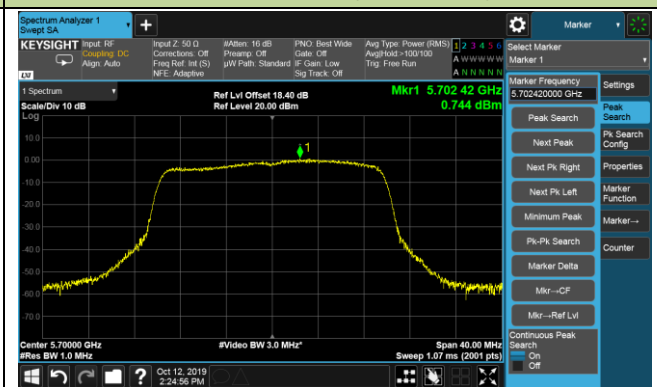 Spectrum Analyzer 1
Swept SA
Marker
KEYSIGHT
Input: RF
Coupling: DC
Align: Auto
Input Z: 50 Ω
Corrections: Off
Freq Ref: Int (S)
NFE: Adaptive
#Atten: 16 dB
Preamp: Off
µW Path: Standard
PNO: Best Wide
Gate: Off
IF Gain: Low
Sig Track: Off
Avg Type: Power (RMS)
Avg|Hold:>100/100
Trig: Free Run
1 2 3 4 5 6
A W W W W W
A N N N N N
LXI
1 Spectrum
Scale/Div 10 dB
Log
Ref Lvl Offset 18.40 dB
Ref Level 20.00 dBm
Mkr1 5.702 42 GHz
0.744 dBm
1
10.0
0.00
-10.0
-20.0
-30.0
-40.0
-50.0
-60.0
-70.0
Center 5.70000 GHz
#Res BW 1.0 MHz
#Video BW 3.0 MHz*
Span 40.00 MHz
Sweep 1.07 ms (2001 pts)
Oct 12, 2019
2:24:56 PM
?
Select Marker
Marker 1
Marker Frequency
5.702420000 GHz
Peak Search
Next Peak
Next Pk Right
Next Pk Left
Minimum Peak
Pk-Pk Search
Marker Delta
Mkr→CF
Mkr→Ref Lvl
Continuous Peak
Search
On
Off
Settings
Peak
Search
Pk Search
Config
Properties
Marker
Function
Marker→
Counter